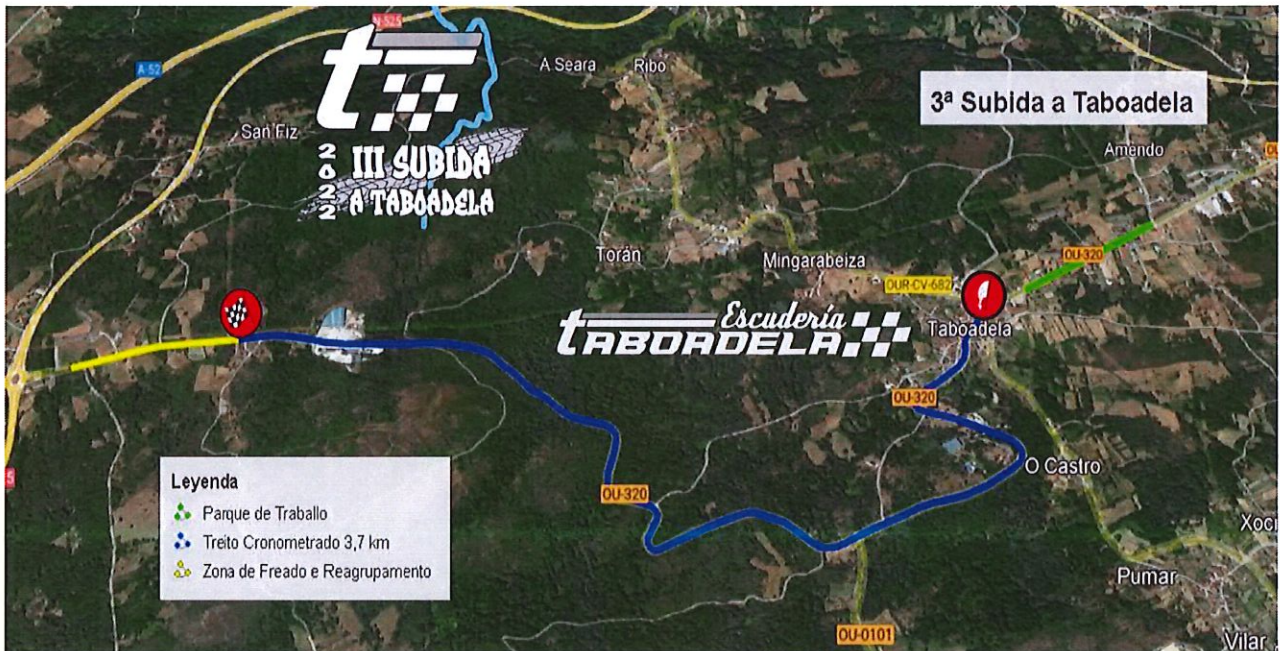 N-525
A-52
A Seara
Ribo
3ª Subida a Taboadela
San Fiz
t
2022
III SUBIDA
A TABOADELA
Amendo
OU-320
Torán
Mingarabeiza
OUR-CV-682
Escudería
TABOADELA
Taboadela
OU-320
O Castro
OU-320
Leyenda
Parque de Traballo
Treito Cronometrado 3,7 km
Zona de Freado e Reagrupamento
Pumar
OU-0101
Vilar